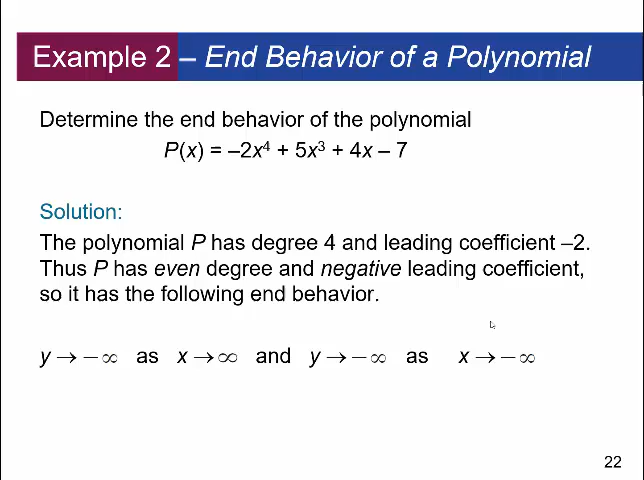 Example 2 – End Behavior of a Polynomial
Determine the end behavior of the polynomial
P(x) = –2x⁴ + 5x³ + 4x – 7
Solution:
The polynomial P has degree 4 and leading coefficient –2.
Thus P has even degree and negative leading coefficient,
so it has the following end behavior.
y → – ∞ as x → ∞ and y → – ∞ as x → – ∞
22